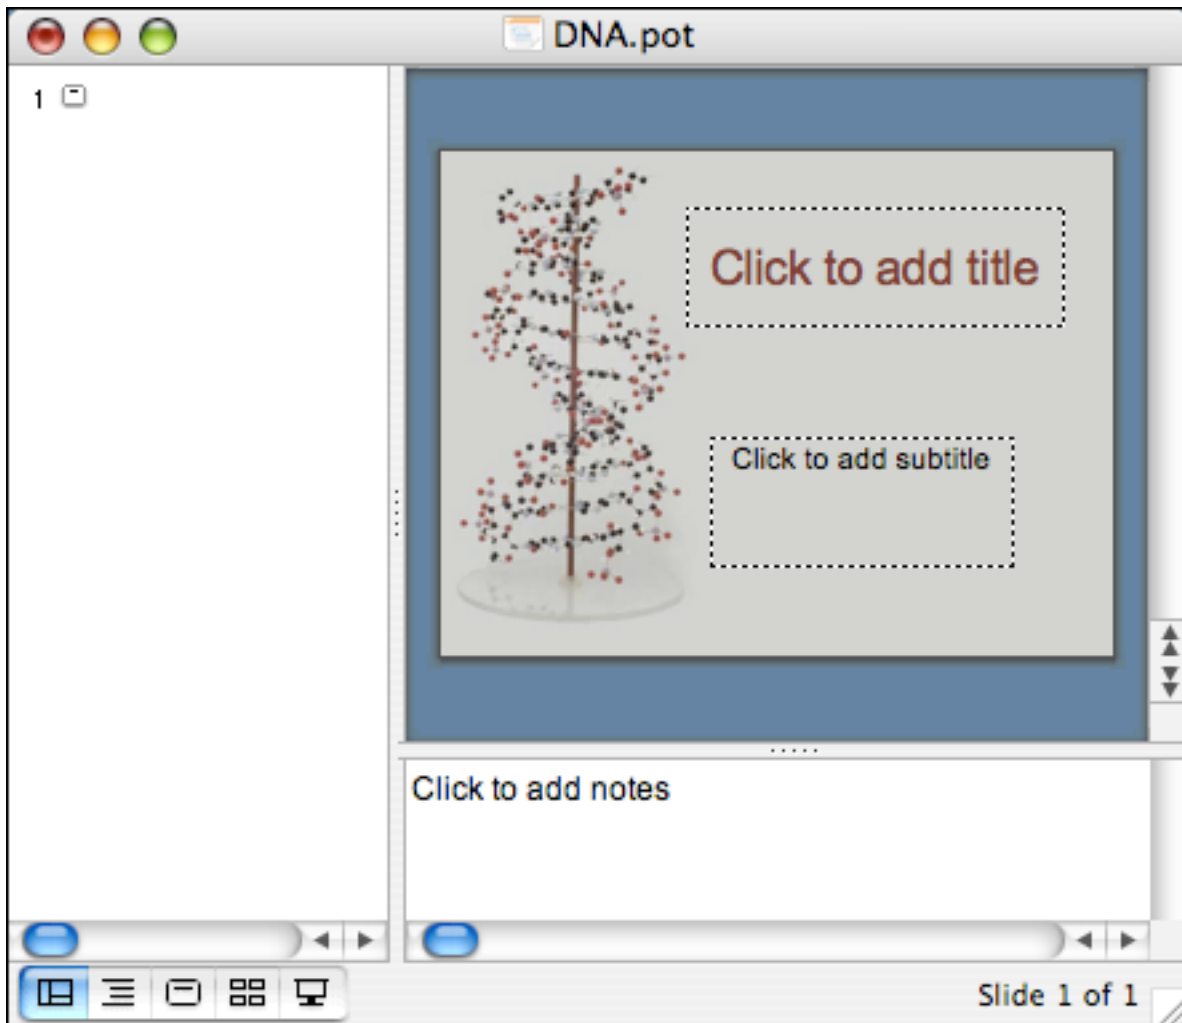 DNA.pot
1
Click to add title
Click to add subtitle
Click to add notes
Slide 1 of 1